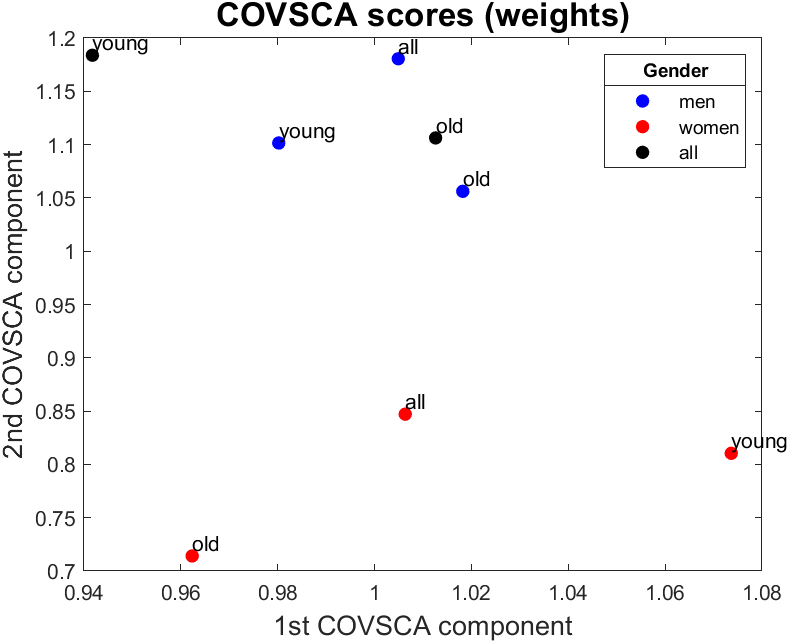 COVSCA scores (weights)
2nd COVSCA component
1.2
1.15
1.1
1.05
1
0.95
0.9
0.85
0.8
0.75
0.7
young
all
young
old
old
all
young
old
Gender
men
women
all
0.94
0.96
0.98
1
1.02
1.04
1.06
1.08
1st COVSCA component